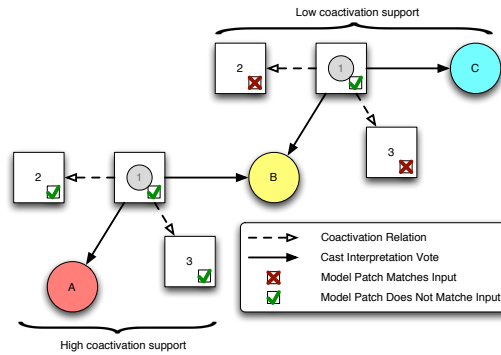 Low coactivation support
2
1
C
3
2
1
B
3
A
Coactivation Relation
Cast Interpretation Vote
Model Patch Matches Input
Model Patch Does Not Matche Input
High coactivation support